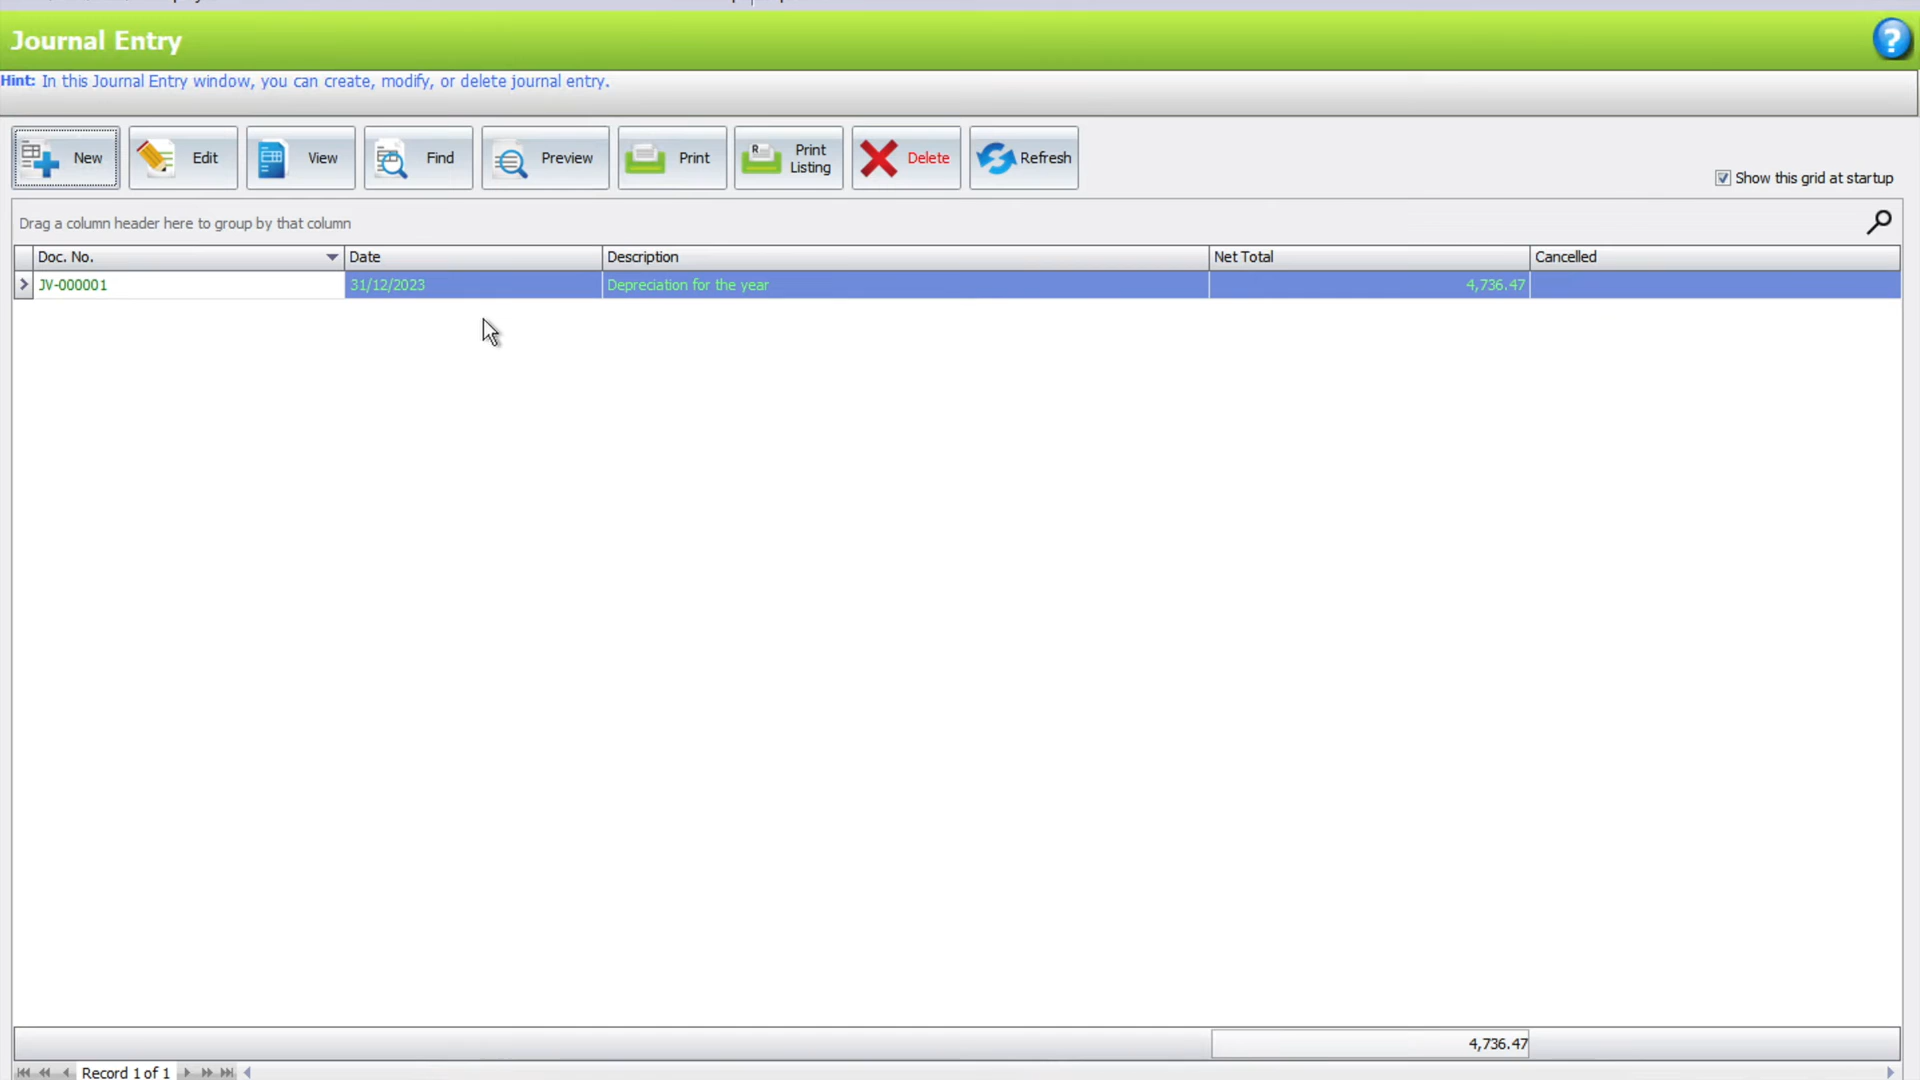 Journal Entry
?
Hint: In this Journal Entry window, you can create, modify, or delete journal entry.
New
Edit
View
Find
Preview
Print
R
Print
Listing
Delete
Refresh
Show this grid at startup
Drag a column header here to group by that column
Doc. No.
Date
Description
Net Total
Cancelled
JV-000001
31/12/2023
Depreciation for the year
4,736.47
4,736.47
Record 1 of 1